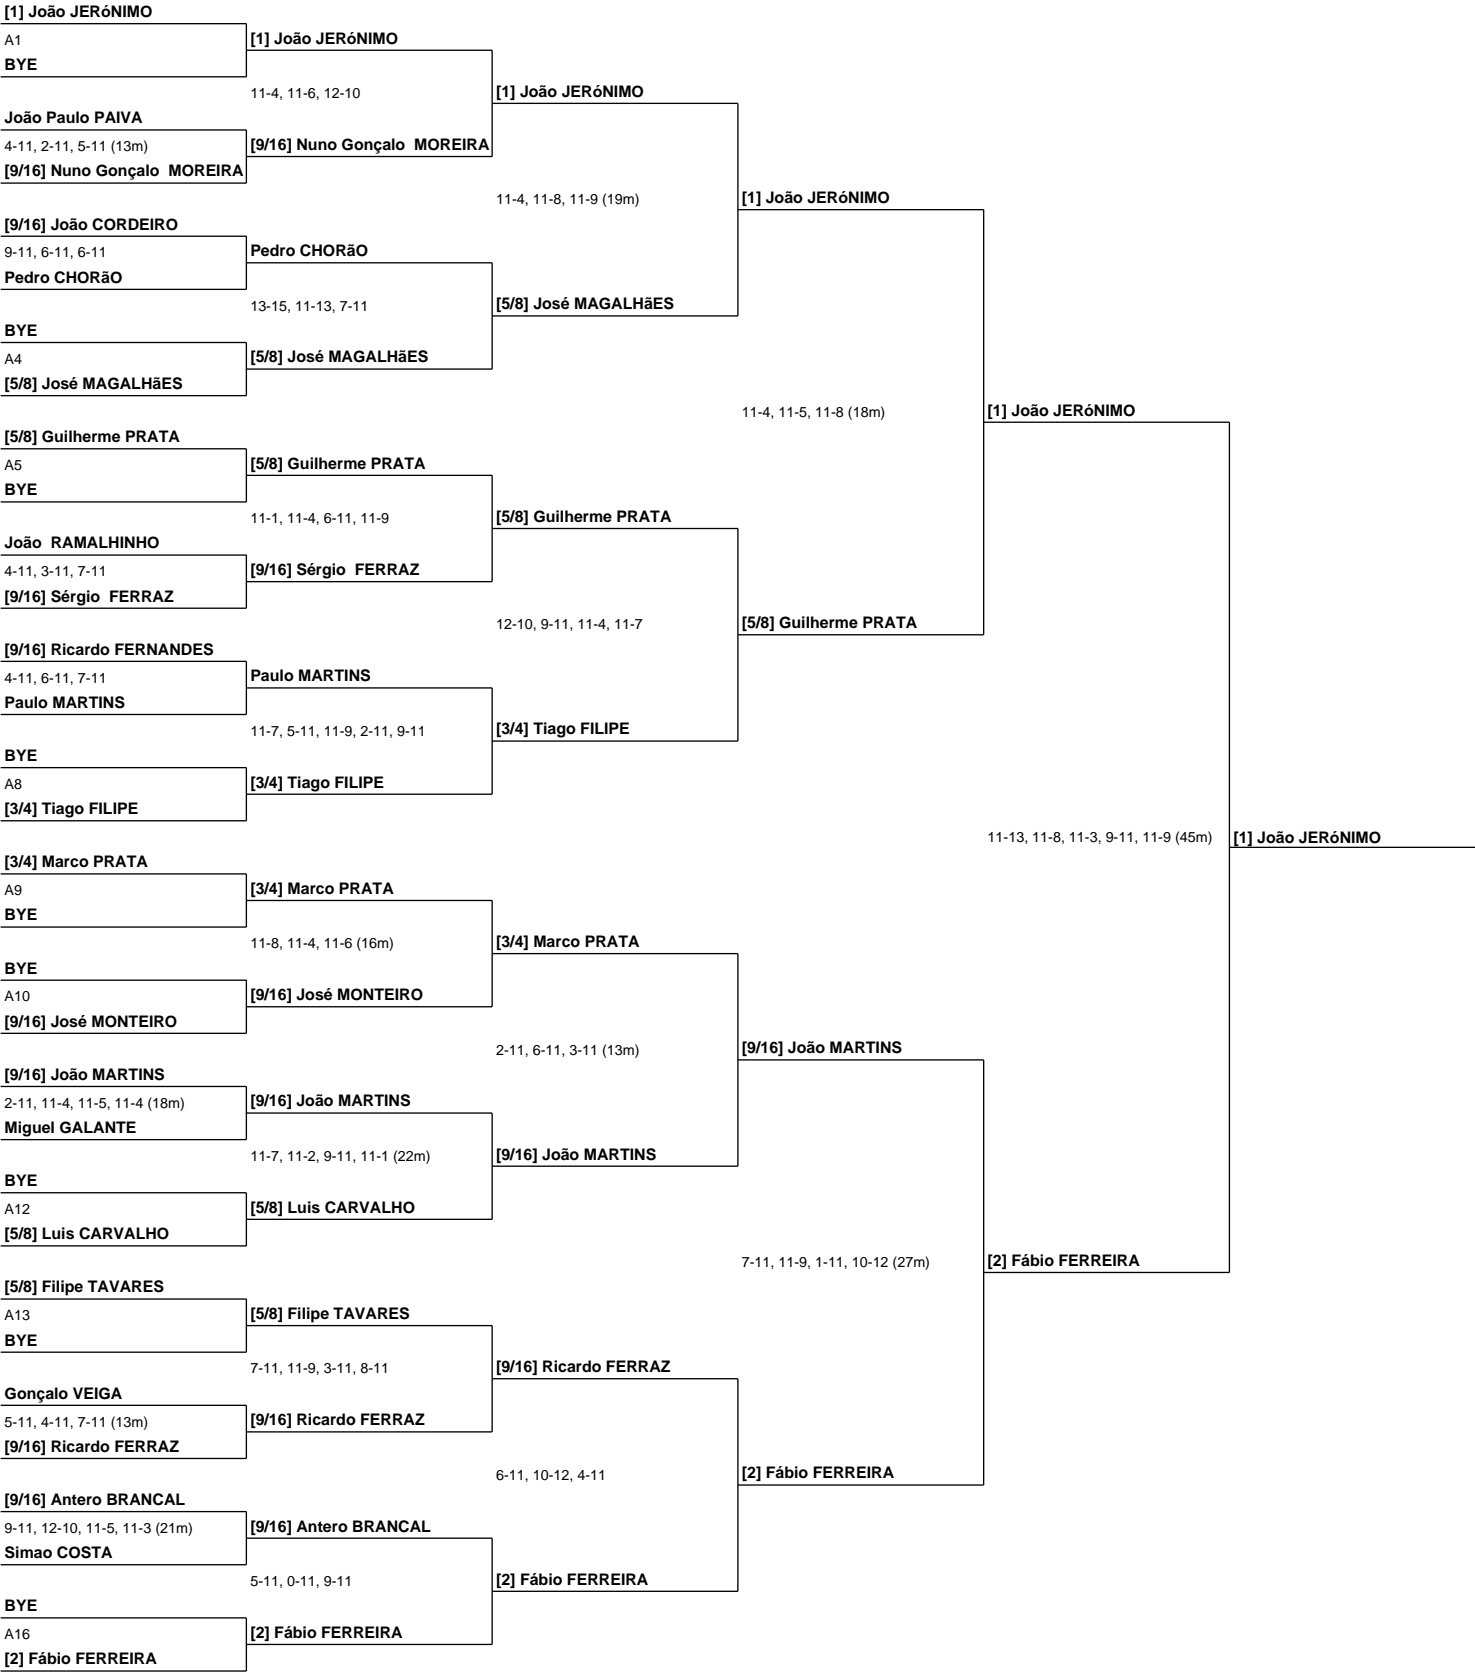 [1] João JERóNIMO
A1
BYE
João Paulo PAIVA
4-11, 2-11, 5-11 (13m)
[9/16] Nuno Gonçalo  MOREIRA
[9/16] João CORDEIRO
9-11, 6-11, 6-11
Pedro CHORãO
BYE
A4
[5/8] José MAGALHãES
[5/8] Guilherme PRATA
A5
BYE
João  RAMALHINHO
4-11, 3-11, 7-11
[9/16] Sérgio  FERRAZ
[9/16] Ricardo FERNANDES
4-11, 6-11, 7-11
Paulo MARTINS
BYE
A8
[3/4] Tiago FILIPE
[3/4] Marco PRATA
A9
BYE
BYE
A10
[9/16] José MONTEIRO
[9/16] João MARTINS
2-11, 11-4, 11-5, 11-4 (18m)
Miguel GALANTE
BYE
A12
[5/8] Luis CARVALHO
[5/8] Filipe TAVARES
A13
BYE
Gonçalo VEIGA
5-11, 4-11, 7-11 (13m)
[9/16] Ricardo FERRAZ
[9/16] Antero BRANCAL
9-11, 12-10, 11-5, 11-3 (21m)
Simao COSTA
BYE
A16
[2] Fábio FERREIRA
[1] João JERóNIMO
11-4, 11-6, 12-10
[9/16] Nuno Gonçalo  MOREIRA
Pedro CHORãO
13-15, 11-13, 7-11
[5/8] José MAGALHãES
[5/8] Guilherme PRATA
11-1, 11-4, 6-11, 11-9
[9/16] Sérgio  FERRAZ
Paulo MARTINS
11-7, 5-11, 11-9, 2-11, 9-11
[3/4] Tiago FILIPE
[3/4] Marco PRATA
11-8, 11-4, 11-6 (16m)
[9/16] José MONTEIRO
[9/16] João MARTINS
11-7, 11-2, 9-11, 11-1 (22m)
[5/8] Luis CARVALHO
[5/8] Filipe TAVARES
7-11, 11-9, 3-11, 8-11
[9/16] Ricardo FERRAZ
[9/16] Antero BRANCAL
5-11, 0-11, 9-11
[2] Fábio FERREIRA
[1] João JERóNIMO
11-4, 11-8, 11-9 (19m)
[5/8] José MAGALHãES
[5/8] Guilherme PRATA
12-10, 9-11, 11-4, 11-7
[3/4] Tiago FILIPE
[3/4] Marco PRATA
2-11, 6-11, 3-11 (13m)
[9/16] João MARTINS
[9/16] Ricardo FERRAZ
6-11, 10-12, 4-11
[2] Fábio FERREIRA
[1] João JERóNIMO
11-4, 11-5, 11-8 (18m)
[5/8] Guilherme PRATA
[9/16] João MARTINS
7-11, 11-9, 1-11, 10-12 (27m)
[2] Fábio FERREIRA
[1] João JERóNIMO
11-13, 11-8, 11-3, 9-11, 11-9 (45m)
[2] Fábio FERREIRA
[1] João JERóNIMO